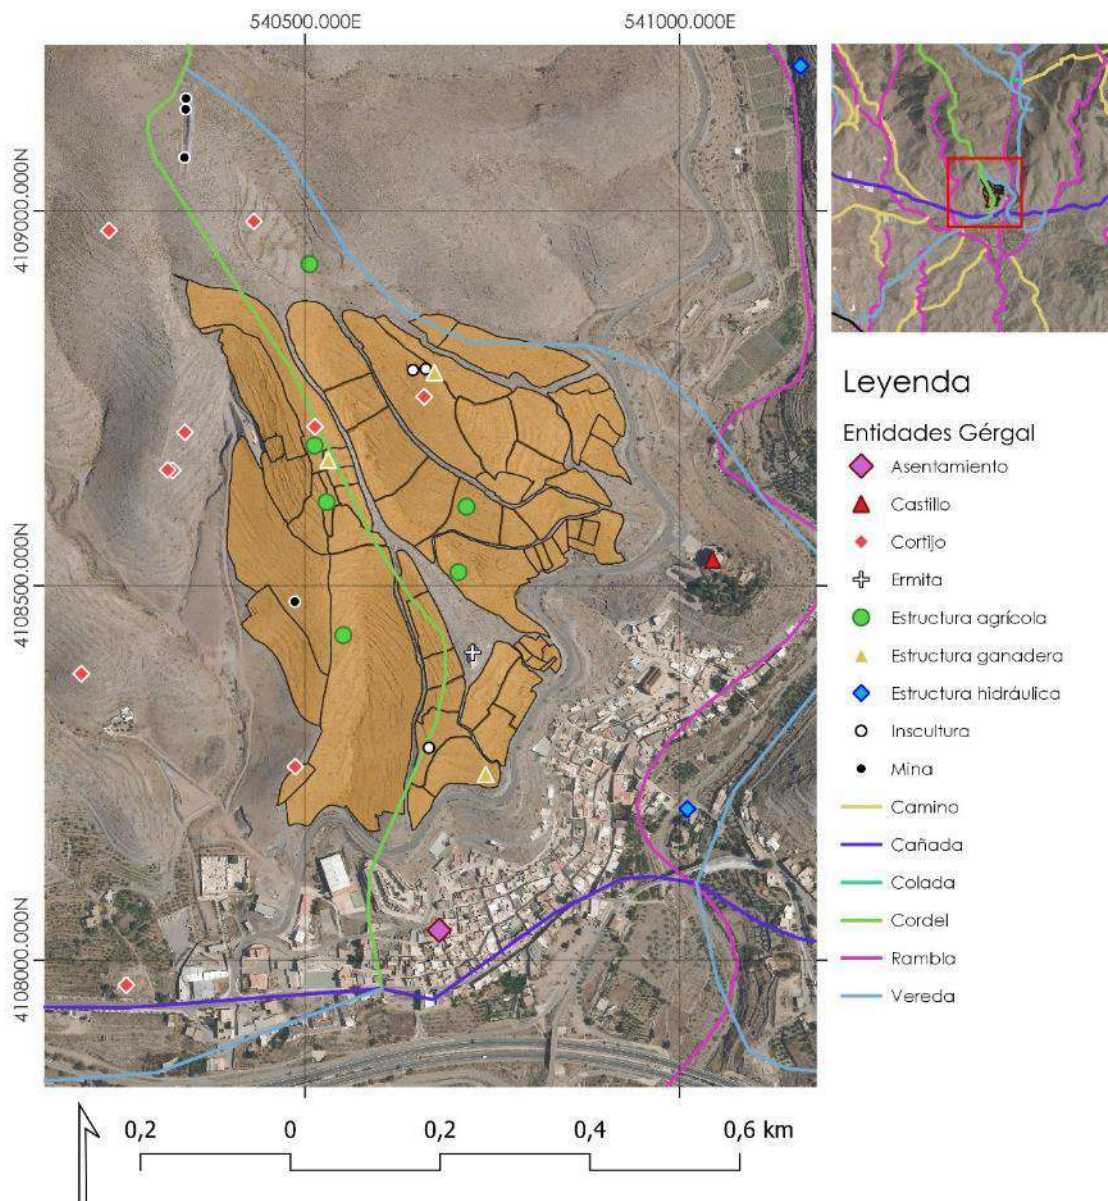 540500.000E
541000.000E
4109000.000N
4108500.000N
4108000.000N
Leyenda
Entidades Gérgal
Asentamiento
Castillo
Cortijo
Ermita
Estructura agrícola
Estructura ganadera
Estructura hidráulica
Inscultura
Mina
Camino
Cañada
Colada
Cordel
Rambla
Vereda
0,2
0
0,2
0,4
0,6 km